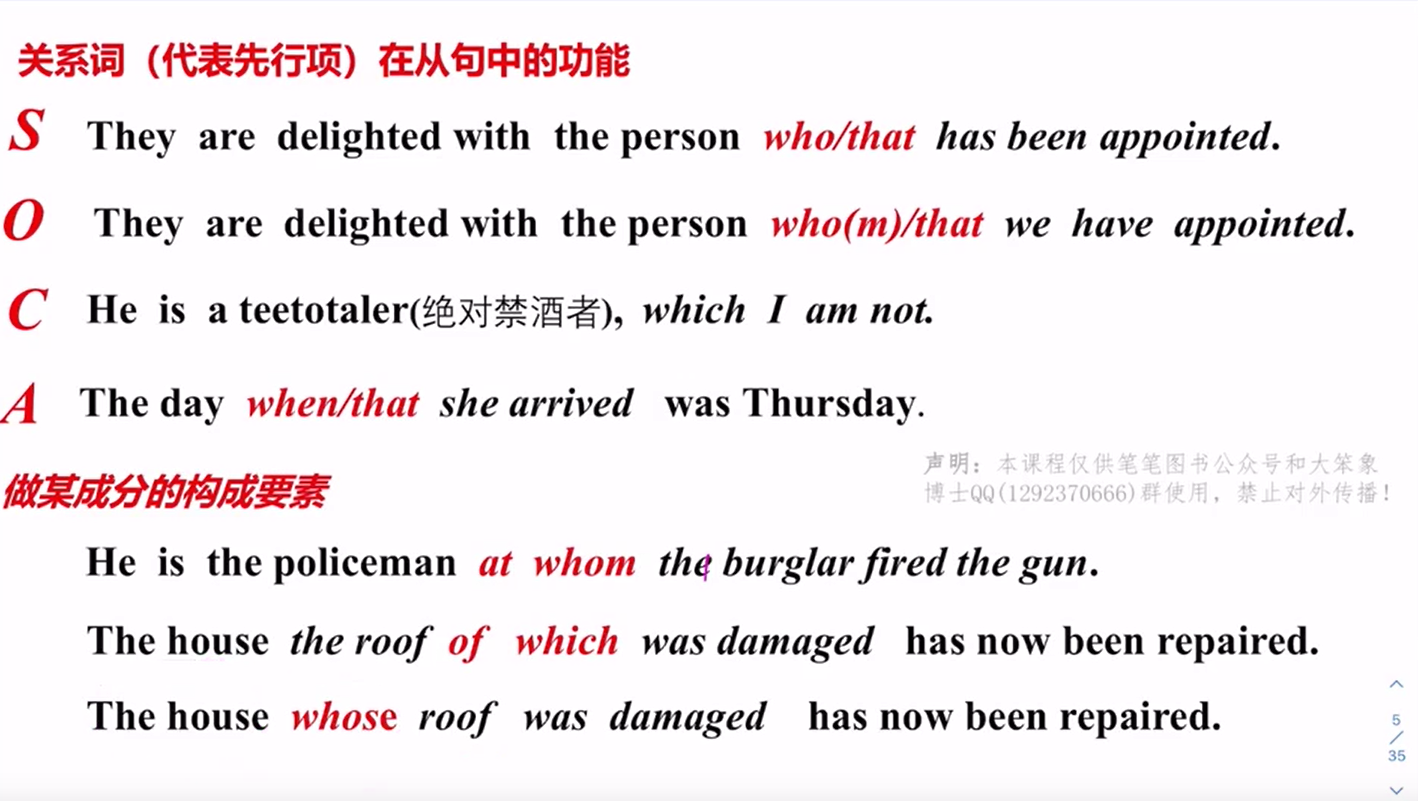 关系词（代表先行项）在从句中的功能
S They are delighted with the person who/that has been appointed.
O They are delighted with the person who(m)/that we have appointed.
C He is a teetotaler(绝对禁酒者), which I am not.
A The day when/that she arrived was Thursday.
声明：本课程仅供笔笔图书公众号和大笨象
博士QQ(1292370666)群使用，禁止对外传播！
做某成分的构成要素
He is the policeman at whom the burglar fired the gun.
The house the roof of which was damaged has now been repaired.
The house whose roof was damaged has now been repaired.
5
/
35